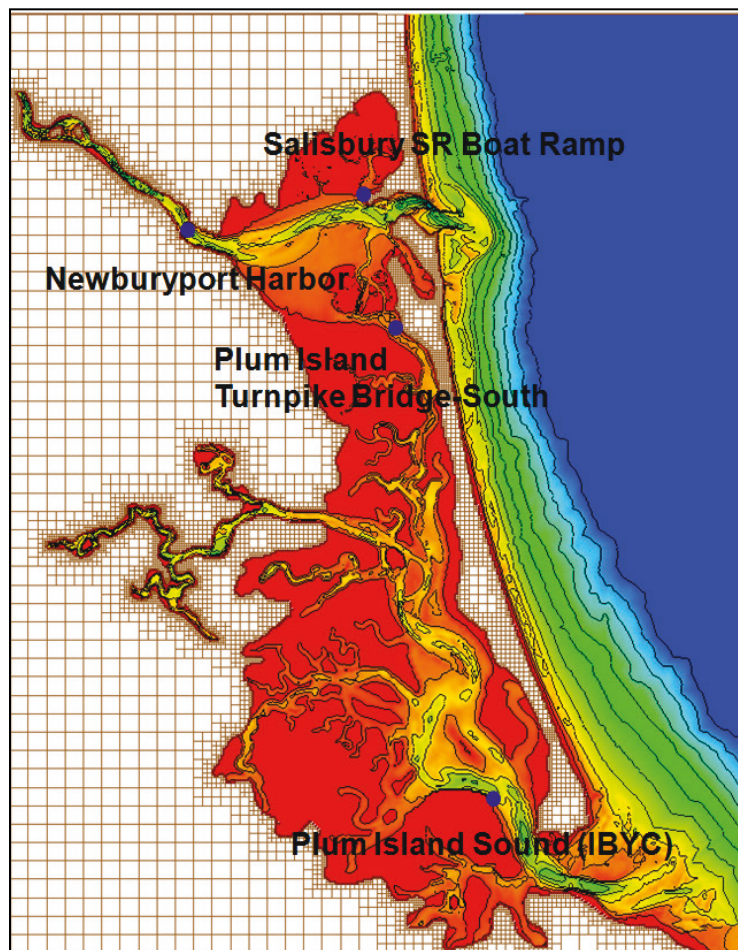 Salisbury SR Boat Ramp
Newburyport Harbor
Plum Island
Turnpike Bridge-South
Plum Island Sound (IBYC)